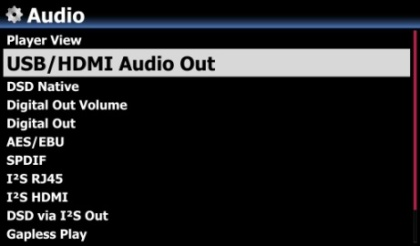 Audio
Player View
USB/HDMI Audio Out
DSD Native
Digital Out Volume
Digital Out
AES/EBU
SPDIF
I²S RJ45
I²S HDMI
DSD via I²S Out
Gapless Play